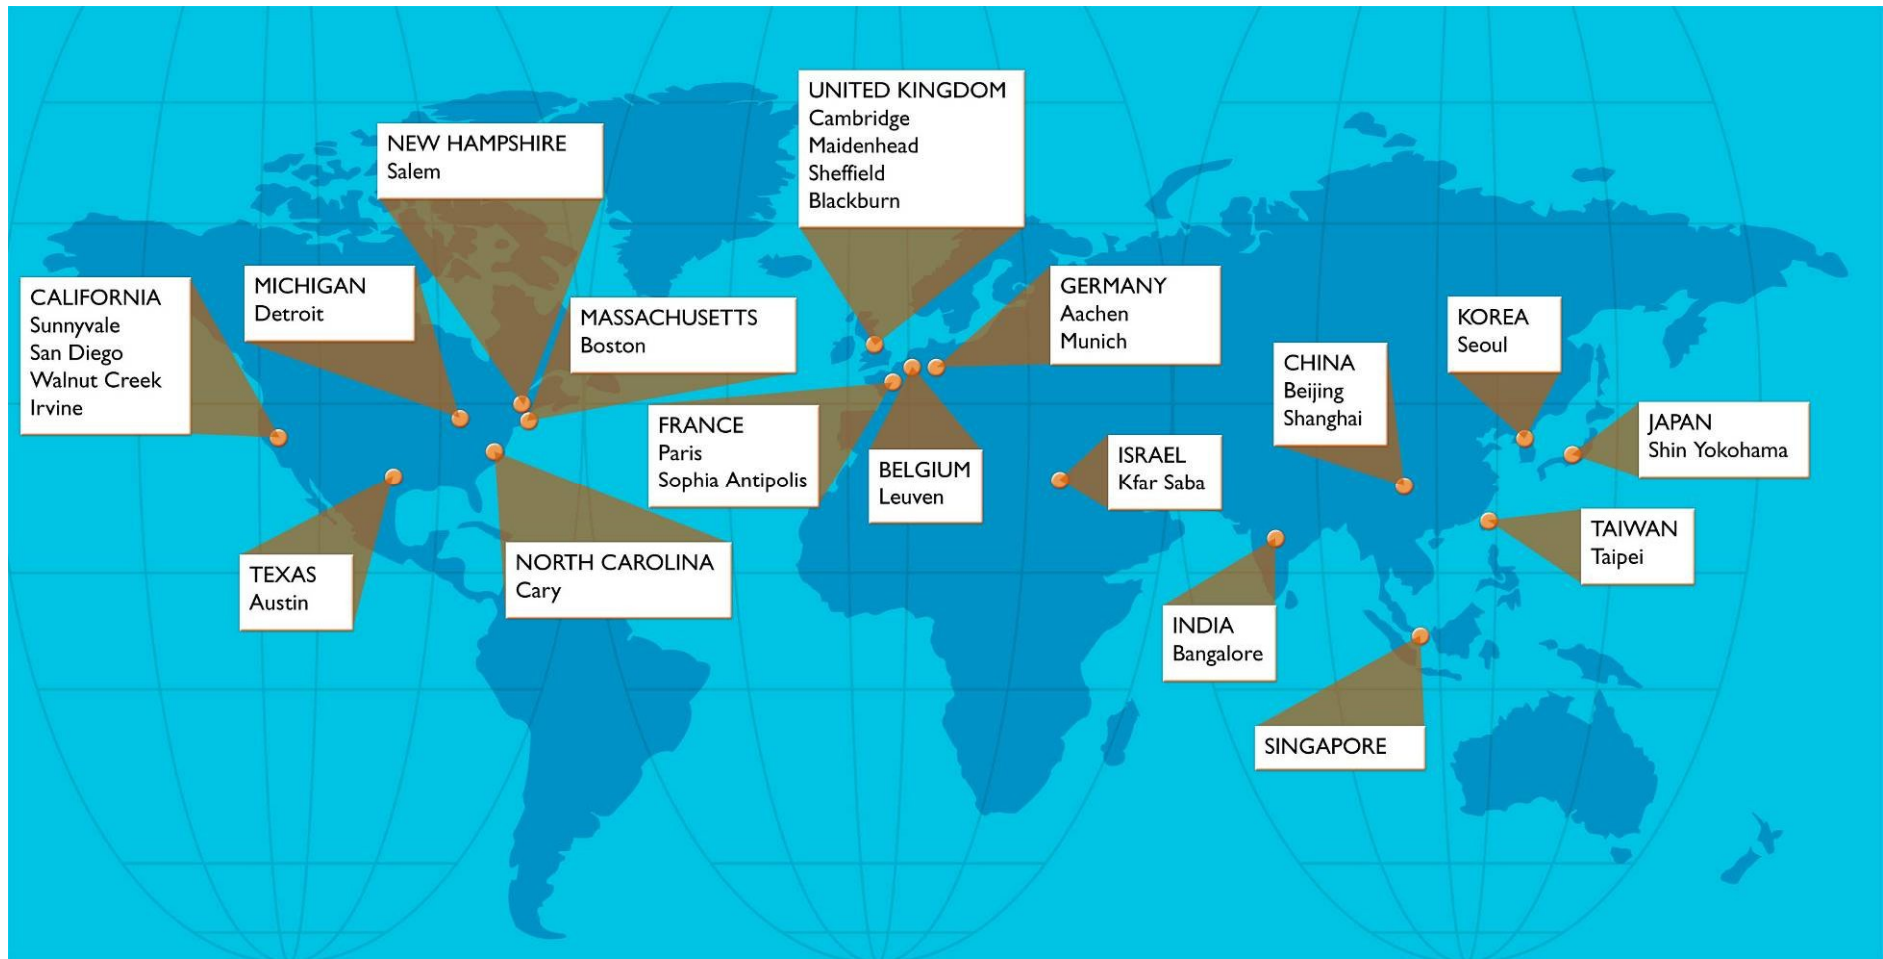 UNITED KINGDOM
Cambridge
Maidenhead
Sheffield
Blackburn
NEW HAMPSHIRE
Salem
CALIFORNIA
Sunnyvale
San Diego
Walnut Creek
Irvine
MICHIGAN
Detroit
MASSACHUSETTS
Boston
GERMANY
Aachen
Munich
KOREA
Seoul
CHINA
Beijing
Shanghai
FRANCE
Paris
Sophia Antipolis
BELGIUM
Leuven
ISRAEL
Kfar Saba
JAPAN
Shin Yokohama
TEXAS
Austin
NORTH CAROLINA
Cary
TAIWAN
Taipei
INDIA
Bangalore
SINGAPORE